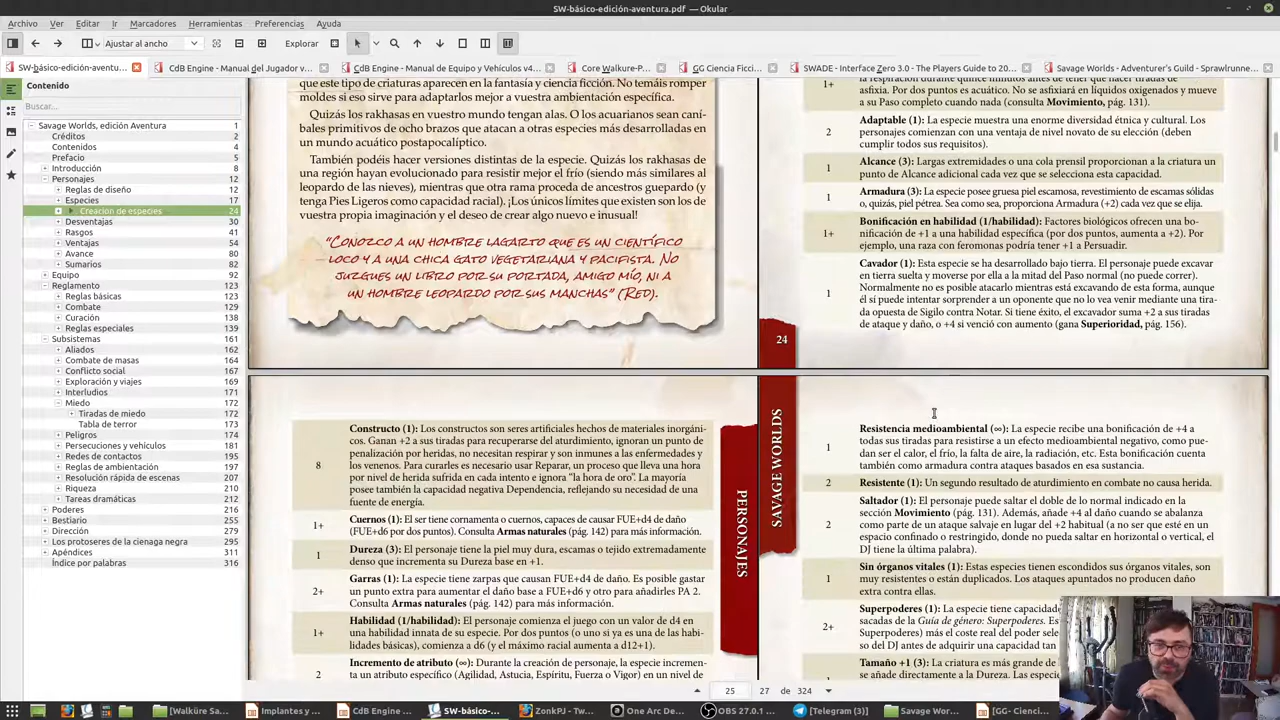 SW-básico-edición-aventura.pdf — Okular
Archivo Ver Editar Ir Marcadores Herramientas Preferencias Ayuda
Ajustar al ancho Explorar
SW-básico-edición-aventu... CdB Engine - Manual del Jugador v... CdB Engine - Manual de Equipo y Vehículos v4... Core Walkure-P... GG Ciencia Ficci... SWADE - Interface Zero 3.0 - The Players Guide to 20... Savage Worlds - Adventurer's Guild - Sprawlrunne...
Contenido
Buscar...
Savage Worlds, edición Aventura 1
Créditos 2
Contenidos 4
Prefacio 5
Introducción 8
Personajes 12
Reglas de diseño 12
Especies 17
Creación de especies 24
Desventajas 30
Rasgos 41
Ventajas 54
Avance 80
Sumarios 82
Equipo 92
Reglamento 123
Reglas básicas 123
Combate 127
Curación 138
Reglas especiales 139
Subsistemas 161
Aliados 162
Combate de masas 164
Conflicto social 167
Exploración y viajes 169
Interludios 171
Miedo 172
Tiradas de miedo 172
Tabla de terror 173
Peligros 174
Persecuciones y vehículos 181
Redes de contactos 195
Reglas de ambientación 197
Resolución rápida de escenas 207
Riqueza 210
Tareas dramáticas 212
Poderes 216
Bestiario 255
Dirección 279
Los protoseres de la cienaga negra 295
Apéndices 311
Índice por palabras 316
que este tipo de criaturas aparecen en la fantasía y ciencia ficción. No temáis romper
moldes si eso sirve para adaptarlos mejor a vuestra ambientación específica.
Quizás los rakhasas en vuestro mundo tengan alas. O los acuarianos sean caní-
bales primitivos de ocho brazos que atacan a otras especies más desarrolladas en
un mundo acuático postapocalíptico.
También podéis hacer versiones distintas de la especie. Quizás los rakhasas de
una región hayan evolucionado para resistir mejor el frío (siendo más similares al
leopardo de las nieves), mientras que otra rama procede de ancestros guepardo (y
tenga Pies Ligeros como capacidad racial). ¡Los únicos límites que existen son los de
vuestra propia imaginación y el deseo de crear algo nuevo e inusual!
"Conozco a un hombre lagarto que es un científico
loco y a una chica gato vegetariana y pacifista. No
juzgues un libro por su portada, amigo mío, ni a
un hombre leopardo por sus manchas" (Red).
la respiración durante quince minutos antes de tener que hacer tiradas de
1+ asfixia. Por dos puntos es acuático. No se asfixiará en líquidos oxigenados y mueve
a su Paso completo cuando nada (consulta Movimiento, pág. 131).
Adaptable (1): La especie muestra una enorme diversidad étnica y cultural. Los
2 personajes comienzan con una ventaja de nivel novato de su elección (deben
cumplir todos sus requisitos).
1 Alcance (3): Largas extremidades o una cola prensil proporcionan a la criatura un
punto de Alcance adicional cada vez que se selecciona esta capacidad.
1 Armadura (3): La especie posee gruesa piel escamosa, revestimiento de escamas sólidas
o, quizás, piel pétrea. Sea como sea, proporciona Armadura (+2) cada vez que se elija.
Bonificación en habilidad (1/habilidad): Factores biológicos ofrecen una bo-
1+ nificación de +1 a una habilidad específica (por dos puntos, aumenta a +2). Por
ejemplo, una raza con feromonas podría tener +1 a Persuadir.
Cavador (1): Esta especie se ha desarrollado bajo tierra. El personaje puede excavar
en tierra suelta y moverse por ella a la mitad del Paso normal (no puede correr).
Normalmente no es posible atacarlo mientras está excavando de esta forma, aunque
1 él sí puede intentar sorprender a un oponente que no lo vea venir mediante una tira-
da opuesta de Sigilo contra Notar. Si tiene éxito, el excavador suma +2 a sus tiradas
de ataque y daño, o +4 si venció con aumento (gana Superioridad, pág. 156).
24
Constructo (1): Los constructos son seres artificiales hechos de materiales inorgáni-
cos. Ganan +2 a sus tiradas para recuperarse del aturdimiento, ignoran un punto de
penalización por heridas, no necesitan respirar y son inmunes a las enfermedades y
8 los venenos. Para curarles es necesario usar Reparar, un proceso que lleva una hora
por nivel de herida sufrida en cada intento e ignora "la hora de oro". La mayoría
posee también la capacidad negativa Dependencia, reflejando su necesidad de una
fuente de energía.
1+ Cuernos (1): El ser tiene cornamenta o cuernos, capaces de causar FUE+d4 de daño
(FUE+d6 por dos puntos). Consulta Armas naturales (pág. 142) para más información.
1 Dureza (3): El personaje tiene la piel muy dura, escamas o tejido extremadamente
denso que incrementa su Dureza base en +1.
Garras (1): La especie tiene zarpas que causan FUE+d4 de daño. Es posible gastar
2+ un punto extra para aumentar el daño base a FUE+d6 y otro para añadirles PA 2.
Consulta Armas naturales (pág. 142) para más información.
Habilidad (1/habilidad): El personaje comienza el juego con un valor de d4 en
1+ una habilidad innata de su especie. Por dos puntos (o uno si ya es una de las habi-
lidades básicas), comienza a d6 (y el máximo racial aumenta a d12+1).
2 Incremento de atributo (∞): Durante la creación de personaje, la especie incremen-
ta un atributo específico (Agilidad, Astucia, Espíritu, Fuerza o Vigor) en un nivel de
PERSONAJES
SAVAGE WORLDS
Resistencia medioambiental (∞): La especie recibe una bonificación de +4 a
1 todas sus tiradas para resistirse a un efecto medioambiental negativo, como pue-
dan ser el calor, el frío, la falta de aire, la radiación, etc. Esta bonificación cuenta
también como armadura contra ataques basados en esa sustancia.
2 Resistente (1): Un segundo resultado de aturdimiento en combate no causa herida.
Saltador (1): El personaje puede saltar el doble de lo normal indicado en la
sección Movimiento (pág. 131). Además, añade +4 al daño cuando se abalanza
2 como parte de un ataque salvaje en lugar del +2 habitual (a no ser que esté en un
espacio confinado o restringido, donde no pueda saltar en horizontal o vertical, el
DJ tiene la última palabra).
Sin órganos vitales (1): Estas especies tienen escondidos sus órganos vitales, son
1 muy resistentes o están duplicados. Los ataques apuntados no producen daño
extra contra ellas.
Superpoderes (1): La especie tiene capacidad
sacadas de la Guía de género: Superpoderes. Es
2+ Superpoderes) más el coste real del poder sele
so del DJ antes de adquirir una capacidad tan
Tamaño +1 (3): La criatura es más grande de
1 se añade directamente a la Dureza. Las especie
25 27 de 324
[Walküre Sa... Implantes y ... CdB Engine ... SW-básico-... ZonkPJ — ... One Arc De... OBS 27.0.1 ... [Telegram] [Savage Wor... [GG- Cienci...